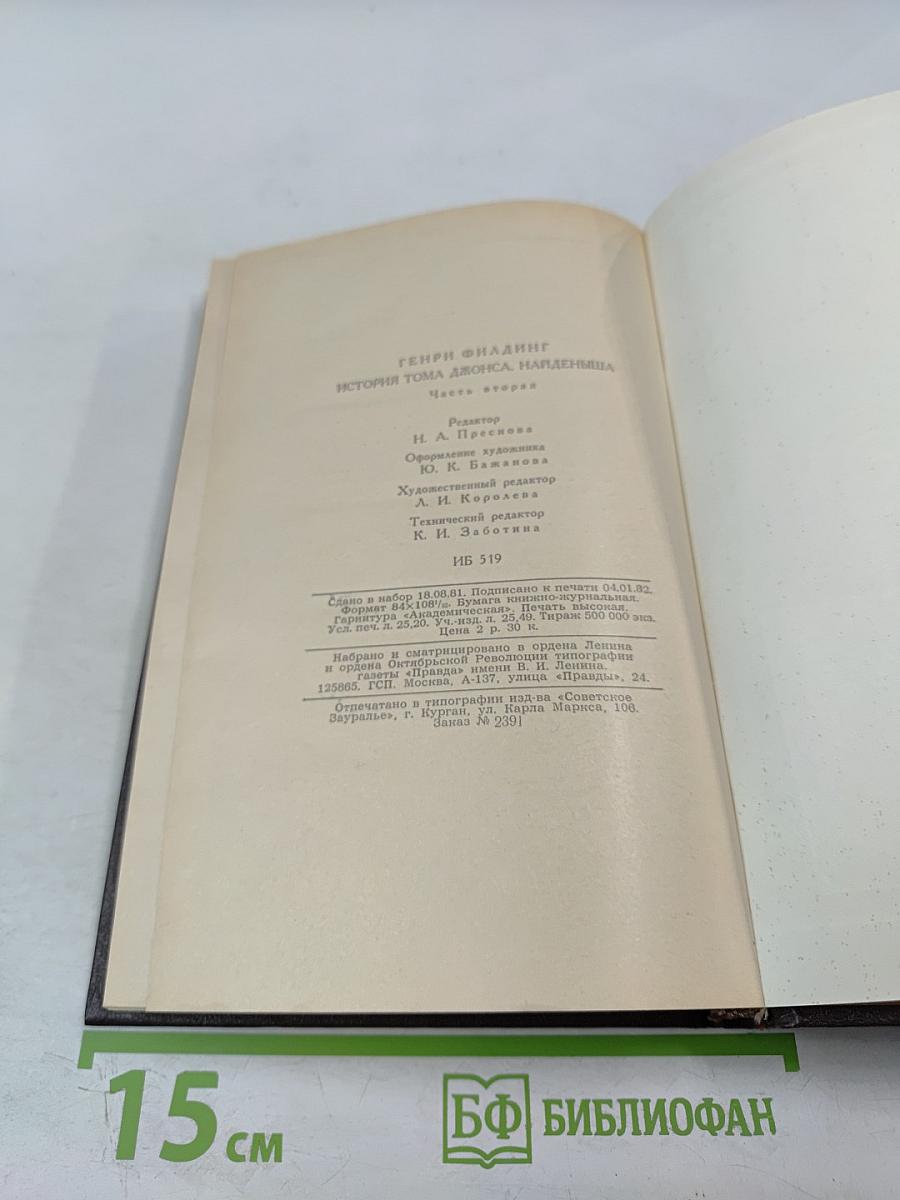 ГЕНРИ ФИЛДИНГ
ИСТОРИЯ ТОМА ДЖОНСА, НАЙДЕНЫША
Часть вторая
Редактор
Н. А. Преснова
Оформление художника
Ю. К. Бажанова
Художественный редактор
Л. И. Королева
Технический редактор
К. И. Заботина
ИБ 519
Сдано в набор 18.08.81. Подписано к печати 04.01.82.
Формат 84×108¹/₃₂. Бумага книжно-журнальная.
Гарнитура «Академическая». Печать высокая.
Усл. печ. л. 25,20. Уч.-изд. л. 25,49. Тираж 500 000 экз.
Цена 2 р. 30 к.
Набрано и сматрицировано в ордена Ленина
и ордена Октябрьской Революции типографии
газеты «Правда» имени В. И. Ленина.
125865. ГСП. Москва, А-137, улица «Правды», 24.
Отпечатано в типографии изд-ва «Советское
Зауралье», г. Курган, ул. Карла Маркса, 106.
Заказ № 2391
15 см
БФ БИБЛИОФАН